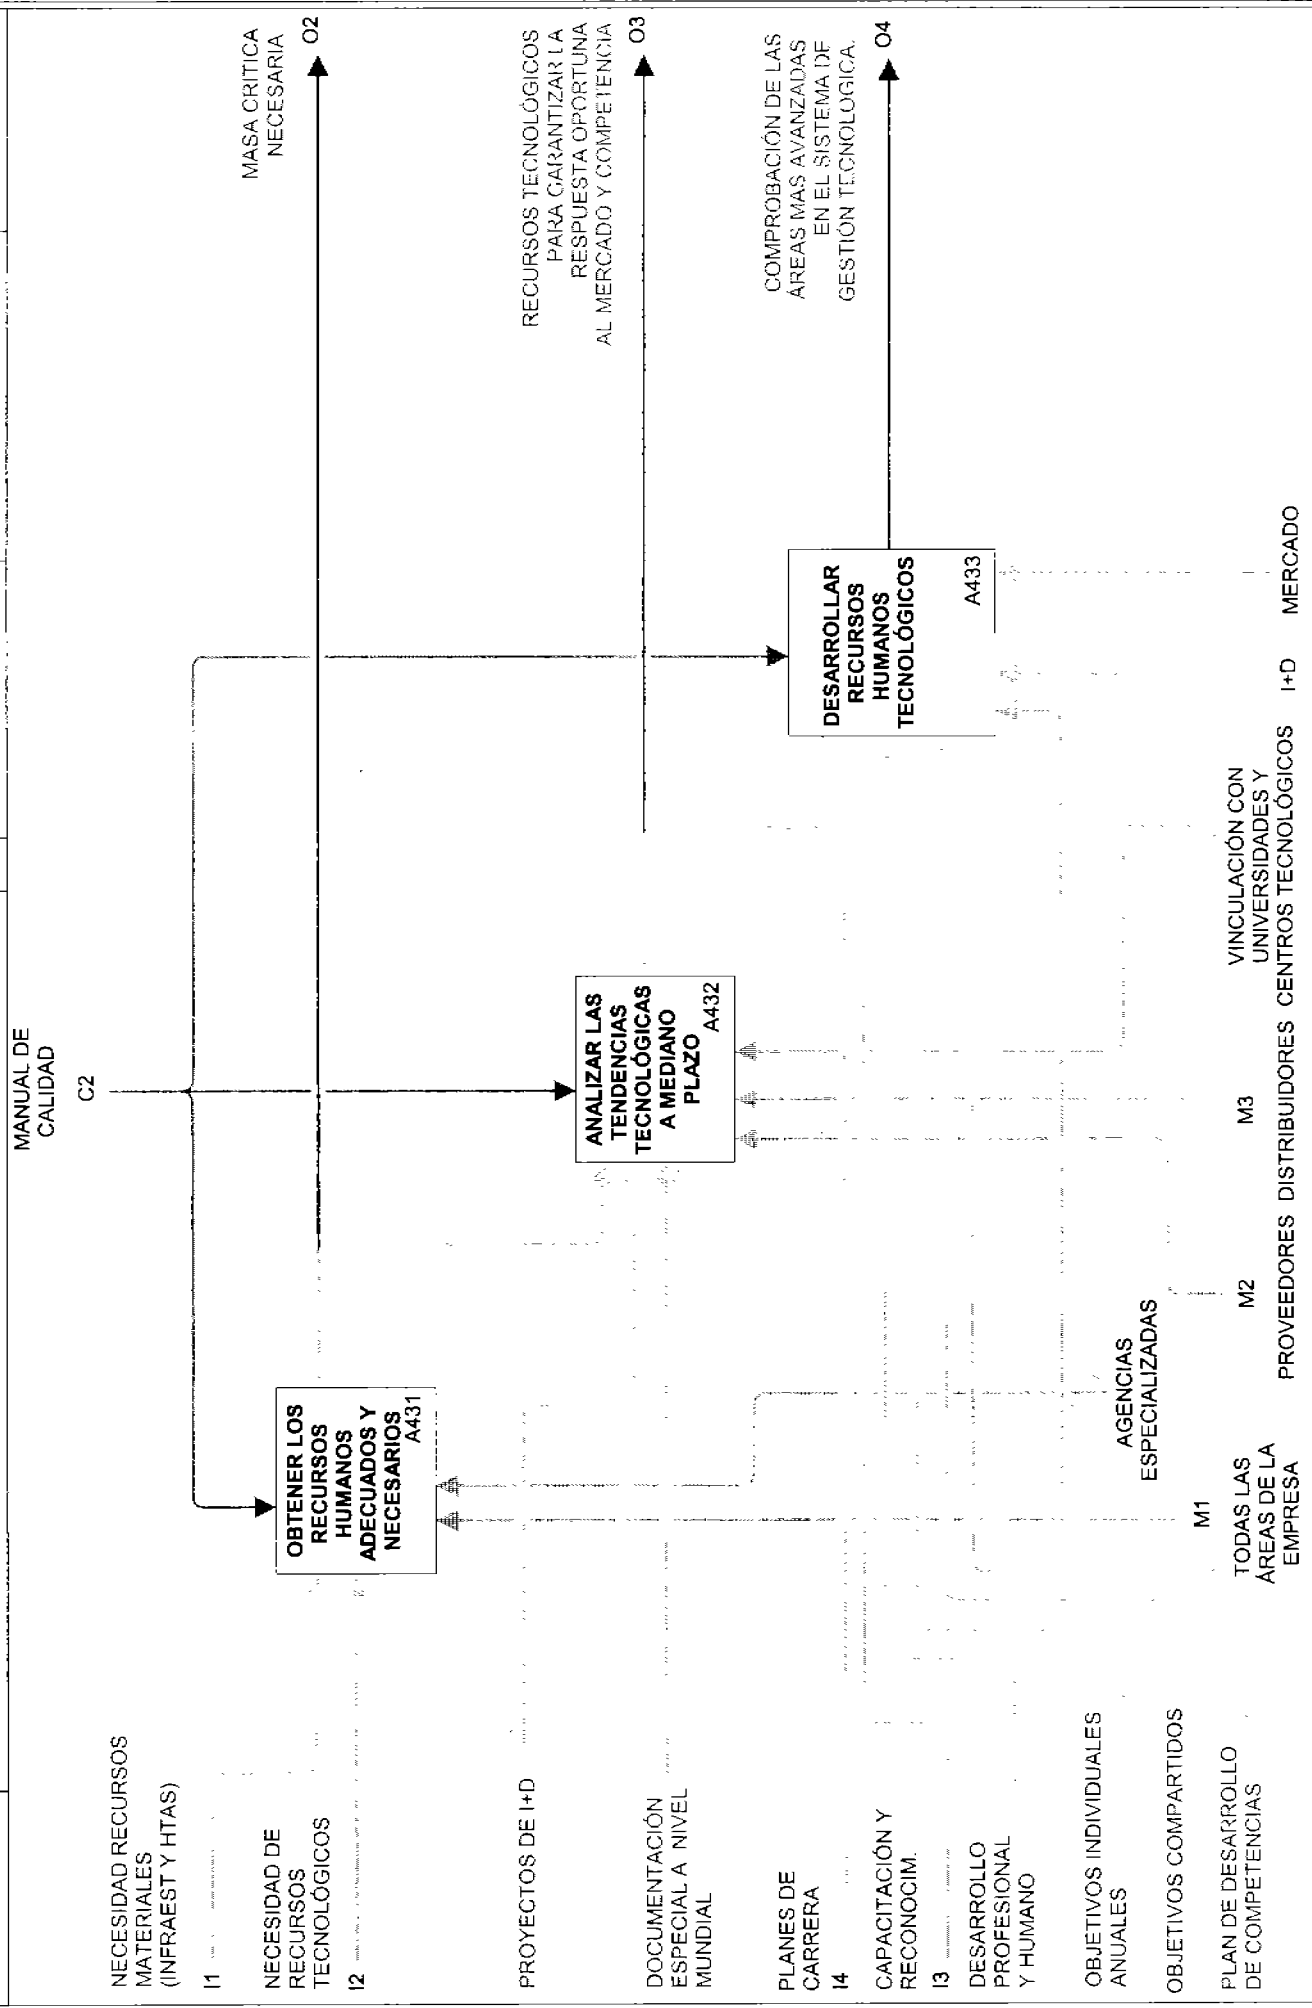 MANUAL DE
CALIDAD
C2
NECESIDAD RECURSOS
MATERIALES
(INFRAEST Y HTAS)
I1
NECESIDAD DE
RECURSOS
TECNOLÓGICOS
I2
PROYECTOS DE I+D
DOCUMENTACIÓN
ESPECIAL A NIVEL
MUNDIAL
PLANES DE
CARRERA
I4
CAPACITACIÓN Y
RECONOCIM.
I3
DESARROLLO
PROFESIONAL
Y HUMANO
OBJETIVOS INDIVIDUALES
ANUALES
OBJETIVOS COMPARTIDOS
PLAN DE DESARROLLO
DE COMPETENCIAS
OBTENER LOS
RECURSOS
HUMANOS
ADECUADOS Y
NECESARIOS
A431
ANALIZAR LAS
TENDENCIAS
TECNOLÓGICAS
A MEDIANO
PLAZO
A432
DESARROLLAR
RECURSOS
HUMANOS
TECNOLÓGICOS
A433
MASA CRITICA
NECESARIA
O2
RECURSOS TECNOLÓGICOS
PARA GARANTIZAR LA
RESPUESTA OPORTUNA
AL MERCADO Y COMPETENCIA
O3
COMPROBACIÓN DE LAS
ÁREAS MAS AVANZADAS
EN EL SISTEMA DE
GESTIÓN TECNOLOGICA.
O4
M1
TODAS LAS
ÁREAS DE LA
EMPRESA
AGENCIAS
ESPECIALIZADAS
M2
PROVEEDORES
M3
DISTRIBUIDORES
VINCULACIÓN CON
UNIVERSIDADES Y
CENTROS TECNOLÓGICOS
I+D
MERCADO